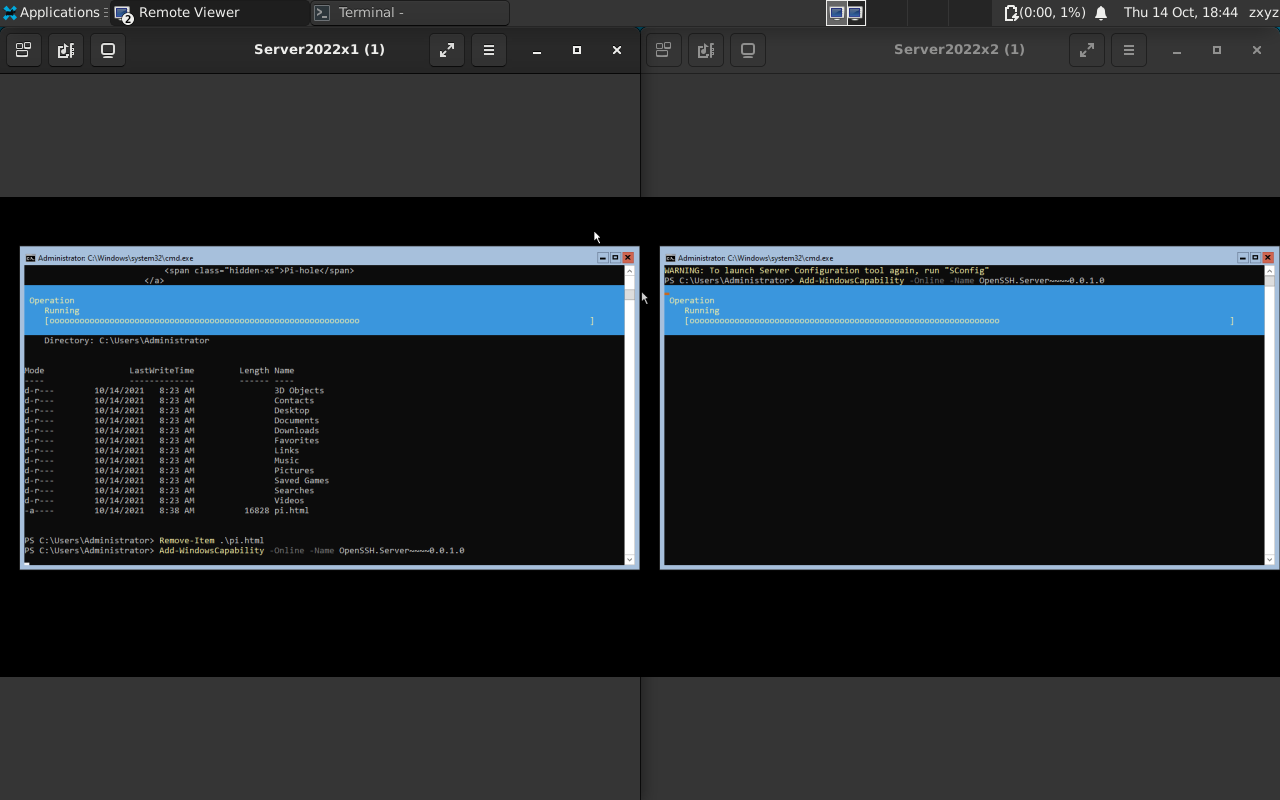 Applications
Remote Viewer
2
Terminal -
(0:00, 1%)
Thu 14 Oct, 18:44
zxyz
Server2022x1 (1)
Server2022x2 (1)
Administrator: C:\Windows\system32\cmd.exe
<span class="hidden-xs">Pi-hole</span>
</a>
Operation
Running
[oooooooooooooooooooooooooooooooooooooooooooooooooooooooooooooo ]
Directory: C:\Users\Administrator
Mode LastWriteTime Length Name
---- ------------- ------ ----
d-r--- 10/14/2021 8:23 AM 3D Objects
d-r--- 10/14/2021 8:23 AM Contacts
d-r--- 10/14/2021 8:23 AM Desktop
d-r--- 10/14/2021 8:23 AM Documents
d-r--- 10/14/2021 8:23 AM Downloads
d-r--- 10/14/2021 8:23 AM Favorites
d-r--- 10/14/2021 8:23 AM Links
d-r--- 10/14/2021 8:23 AM Music
d-r--- 10/14/2021 8:23 AM Pictures
d-r--- 10/14/2021 8:23 AM Saved Games
d-r--- 10/14/2021 8:23 AM Searches
d-r--- 10/14/2021 8:23 AM Videos
-a---- 10/14/2021 8:38 AM 16828 pi.html
PS C:\Users\Administrator> Remove-Item .\pi.html
PS C:\Users\Administrator> Add-WindowsCapability -Online -Name OpenSSH.Server~~~~0.0.1.0
Administrator: C:\Windows\system32\cmd.exe
WARNING: To launch Server Configuration tool again, run "SConfig"
PS C:\Users\Administrator> Add-WindowsCapability -Online -Name OpenSSH.Server~~~~0.0.1.0
Operation
Running
[oooooooooooooooooooooooooooooooooooooooooooooooooooooooooooooo ]